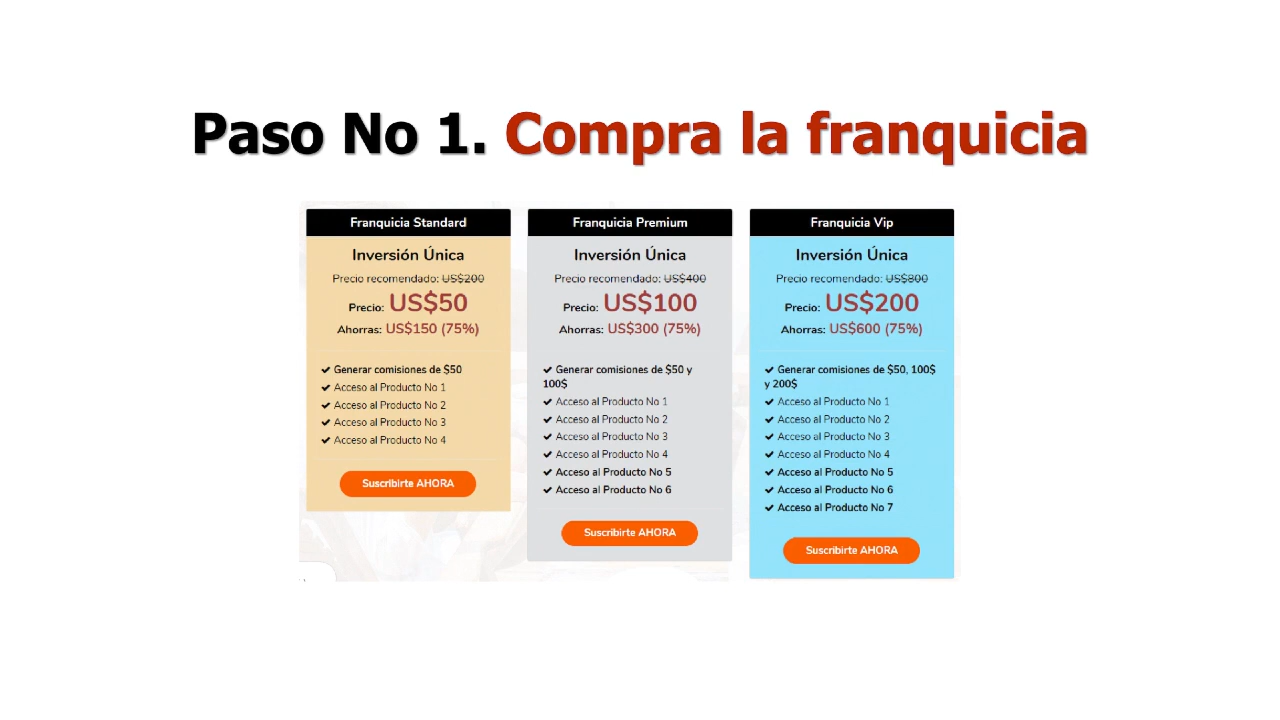 Paso No 1. Compra la franquicia
Franquicia Standard
Inversión Única
Precio recomendado: US$200
Precio: US$50
Ahorras: US$150 (75%)
✔ Generar comisiones de $50
✔ Acceso al Producto No 1
✔ Acceso al Producto No 2
✔ Acceso al Producto No 3
✔ Acceso al Producto No 4
Suscribirte AHORA
Franquicia Premium
Inversión Única
Precio recomendado: US$400
Precio: US$100
Ahorras: US$300 (75%)
✔ Generar comisiones de $50 y
100$
✔ Acceso al Producto No 1
✔ Acceso al Producto No 2
✔ Acceso al Producto No 3
✔ Acceso al Producto No 4
✔ Acceso al Producto No 5
✔ Acceso al Producto No 6
Suscribirte AHORA
Franquicia Vip
Inversión Única
Precio recomendado: US$800
Precio: US$200
Ahorras: US$600 (75%)
✔ Generar comisiones de $50, 100$
y 200$
✔ Acceso al Producto No 1
✔ Acceso al Producto No 2
✔ Acceso al Producto No 3
✔ Acceso al Producto No 4
✔ Acceso al Producto No 5
✔ Acceso al Producto No 6
✔ Acceso al Producto No 7
Suscribirte AHORA